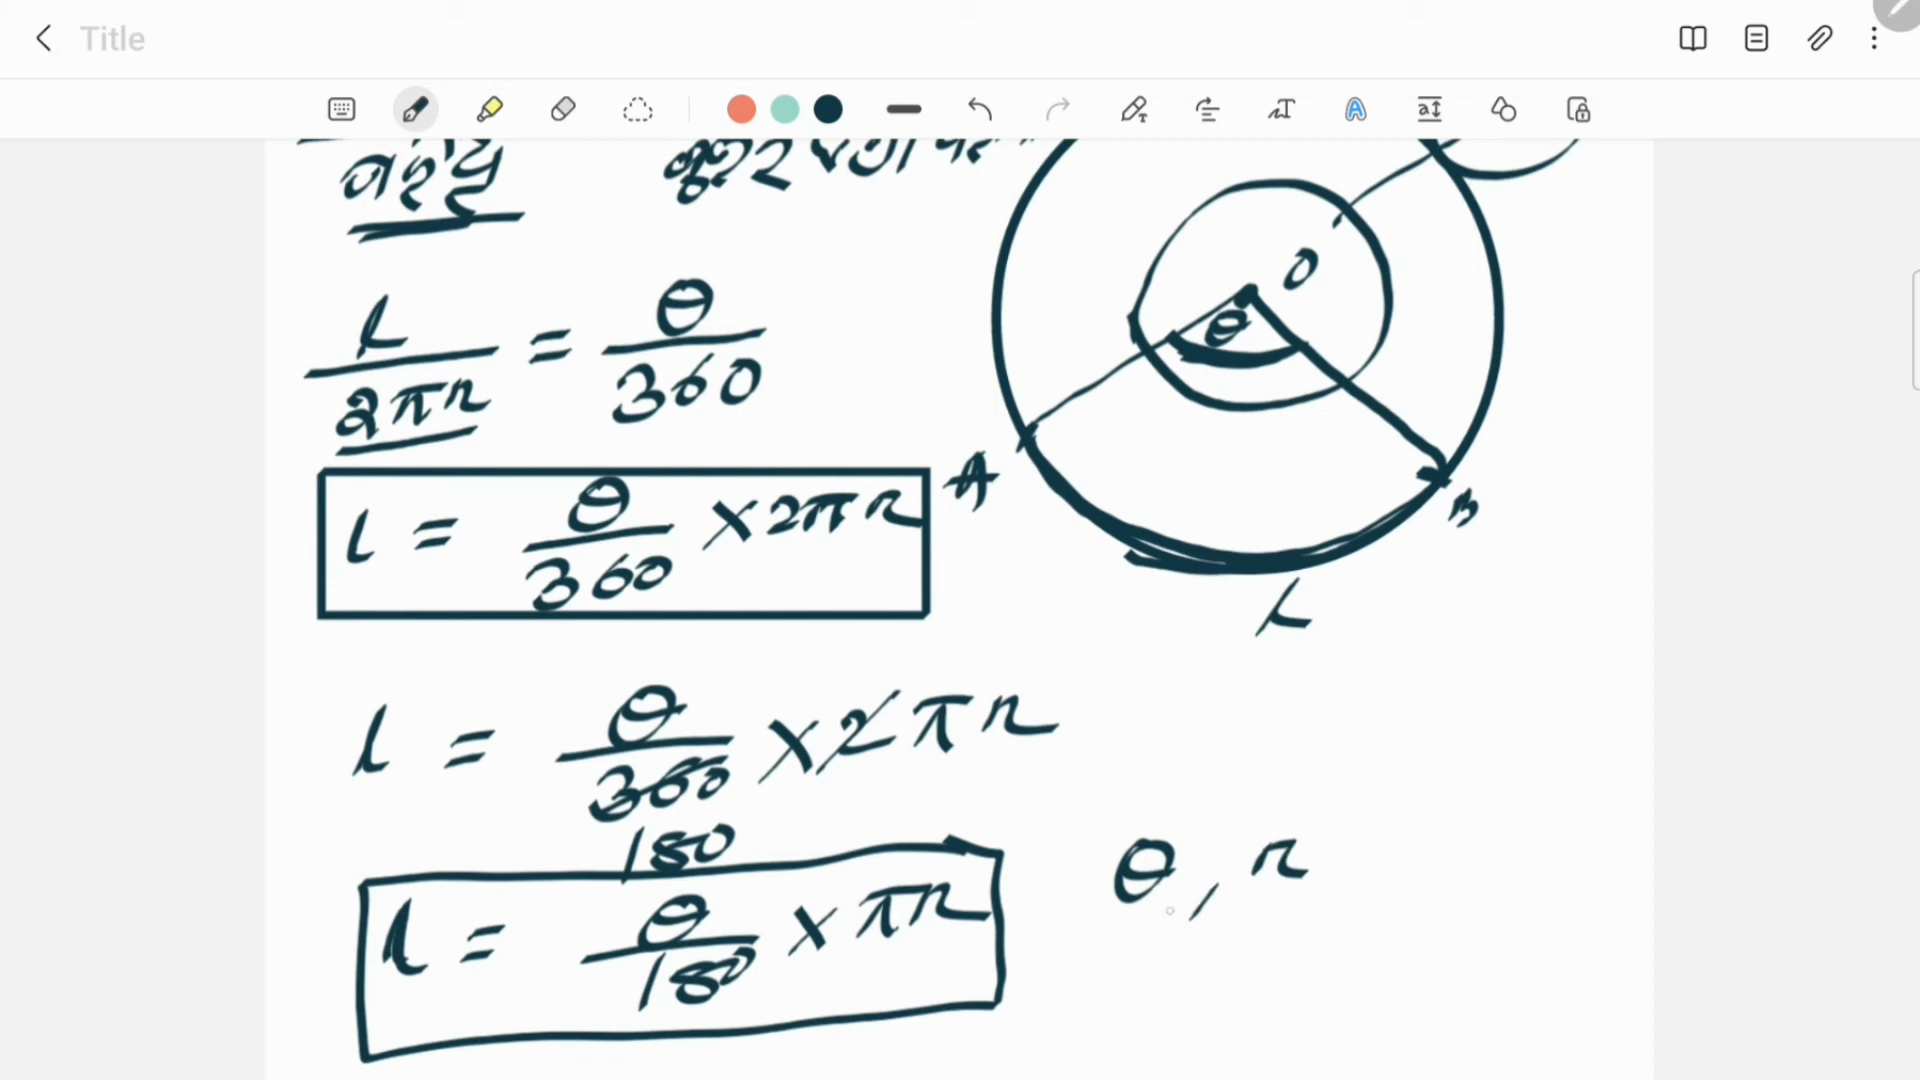 Title
O
θ
l/2πr = θ/360
l = θ/360 × 2πr
A
B
L
l = θ/360 × 2πr
180
θ, r
l = θ/180 × πr